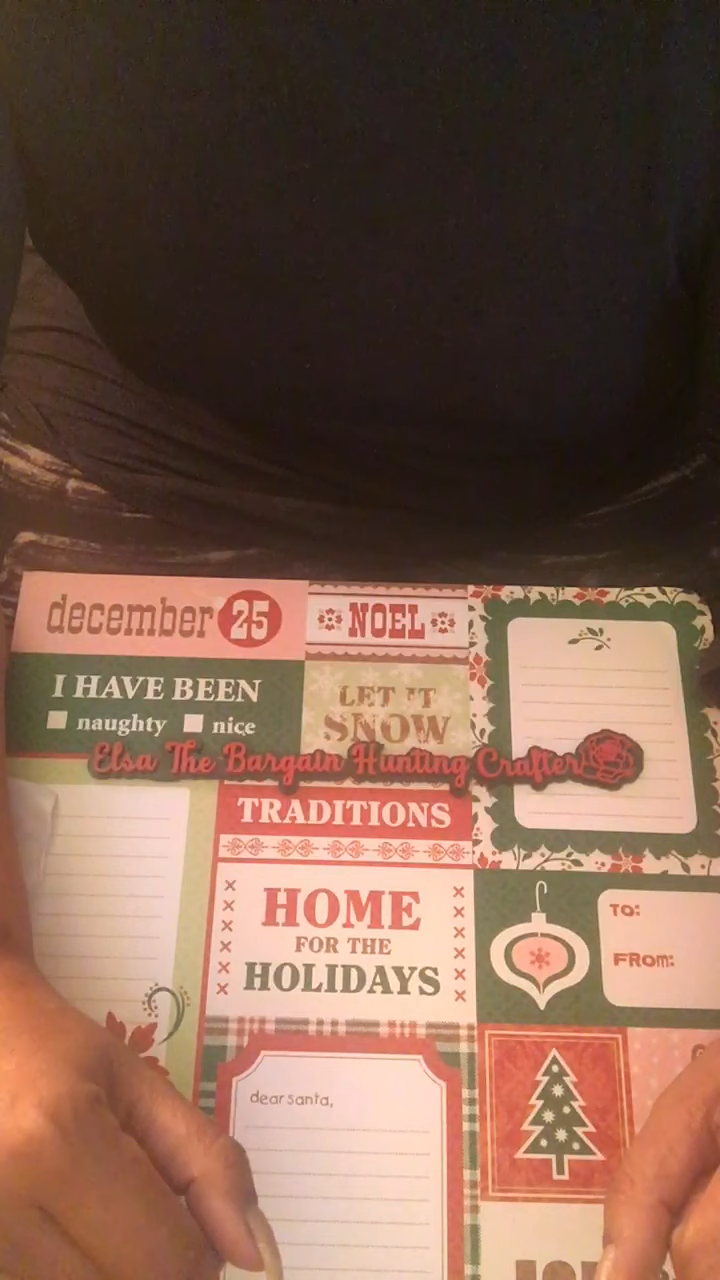 december 25
NOEL
I HAVE BEEN
naughty nice
LET IT
SNOW
Elsa The Bargain Hunting Crafter
TRADITIONS
HOME
FOR THE
HOLIDAYS
TO:
FROM:
dear santa,